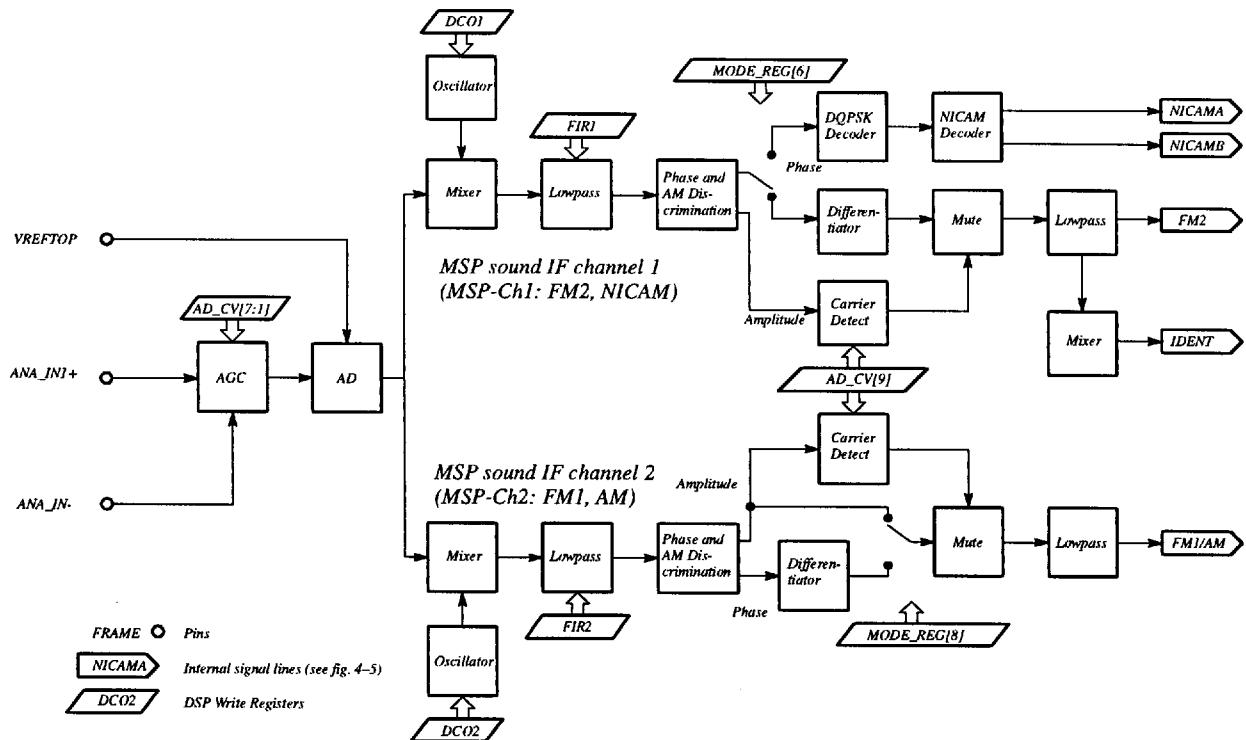 DCO1
Oscillator
MODE_REG[6]
FIR1
DQPSK
Decoder
NICAM
Decoder
NICAMA
NICAMB
Phase
Mixer
Lowpass
Phase and
AM Dis-
crimination
Differen-
tiator
Mute
Lowpass
FM2
VREFTOP
MSP sound IF channel 1
(MSP-Ch1: FM2, NICAM)
AD_CV[7:1]
Amplitude
Carrier
Detect
Mixer
IDENT
ANA_IN1+
AGC
AD
AD_CV[9]
Carrier
Detect
MSP sound IF channel 2
(MSP-Ch2: FM1, AM)
Amplitude
ANA_IN-
Mixer
Lowpass
Phase and
AM Dis-
crimination
Differen-
tiator
Mute
Lowpass
FM1/AM
Phase
FIR2
MODE_REG[8]
FRAME Pins
Oscillator
NICAMA Internal signal lines (see fig. 4–5)
DCO2 DSP Write Registers
DCO2